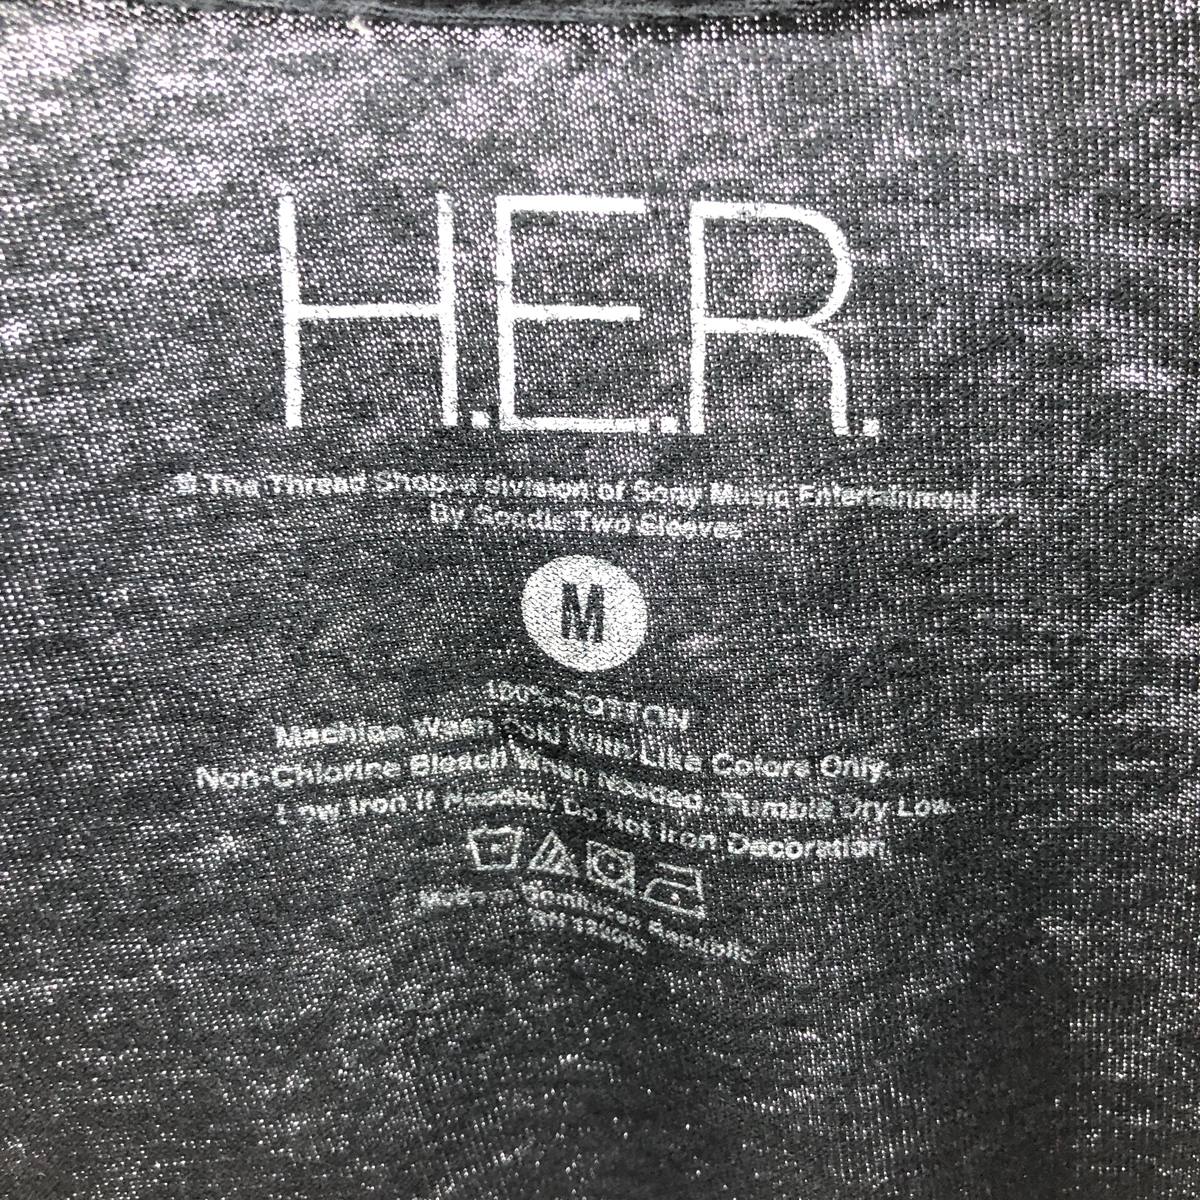 H.E.R.
© The Thread Shop, a division of Sony Music Entertainment
By Goodie Two Sleeves
M
100% COTTON
Machine Wash Cold With Like Colors Only.
Non-Chlorine Bleach When Needed. Tumble Dry Low.
Low Iron If Needed. Do Not Iron Decoration.
Made in Dominican Republic